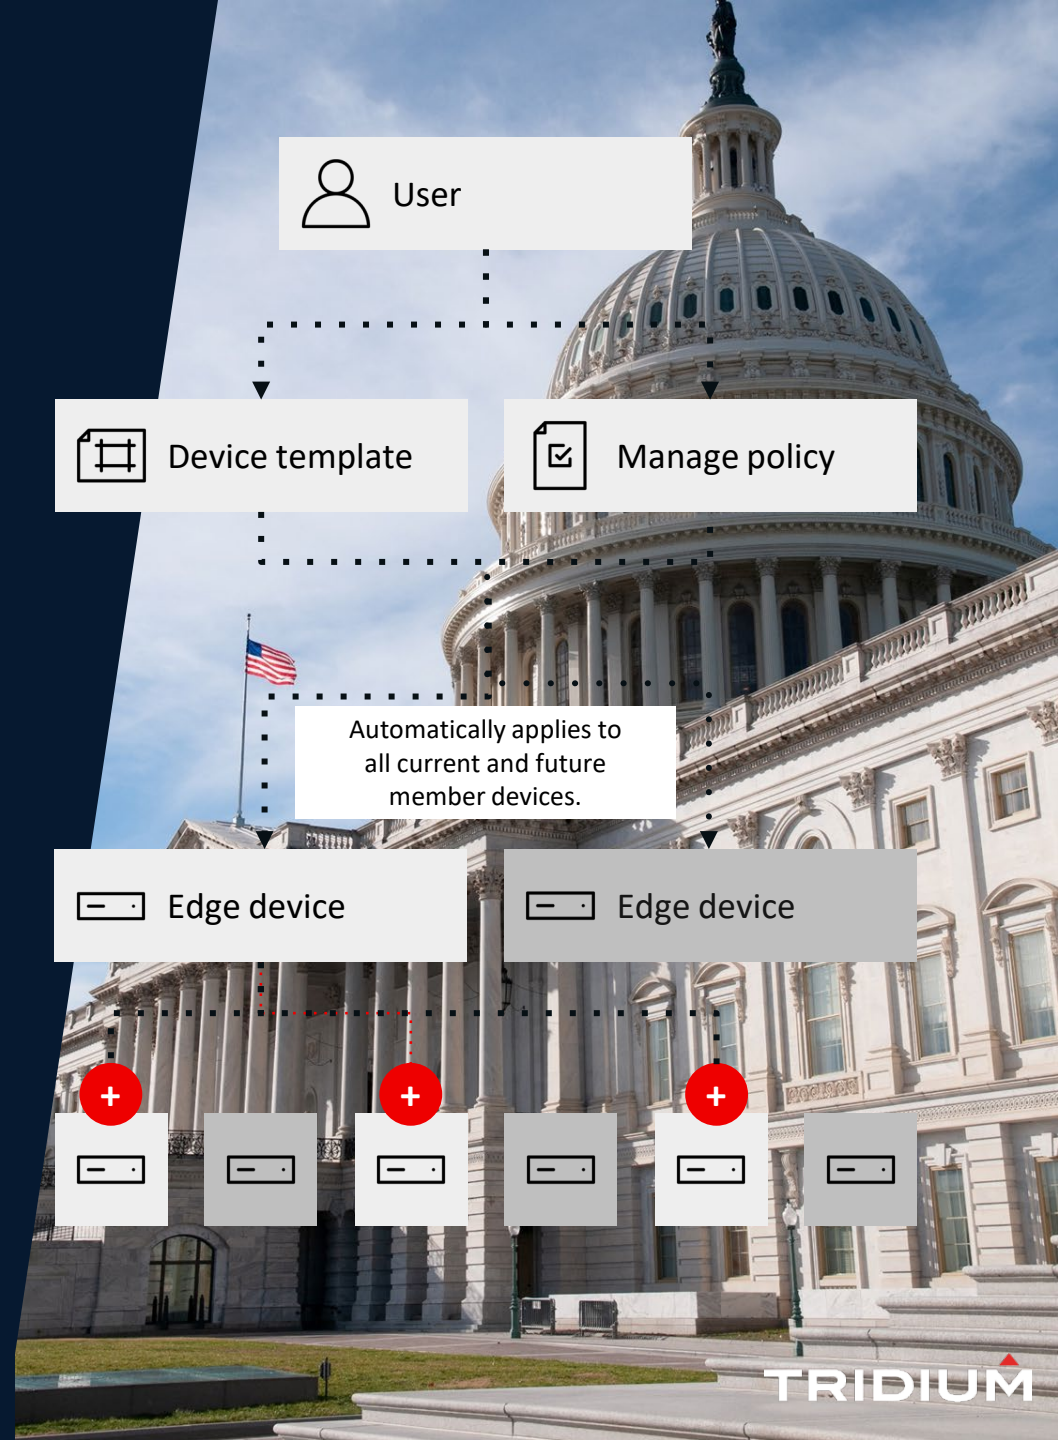 User
Device template
Manage policy
Automatically applies to
all current and future
member devices.
Edge device
Edge device
+
+
+
TRIDIUM